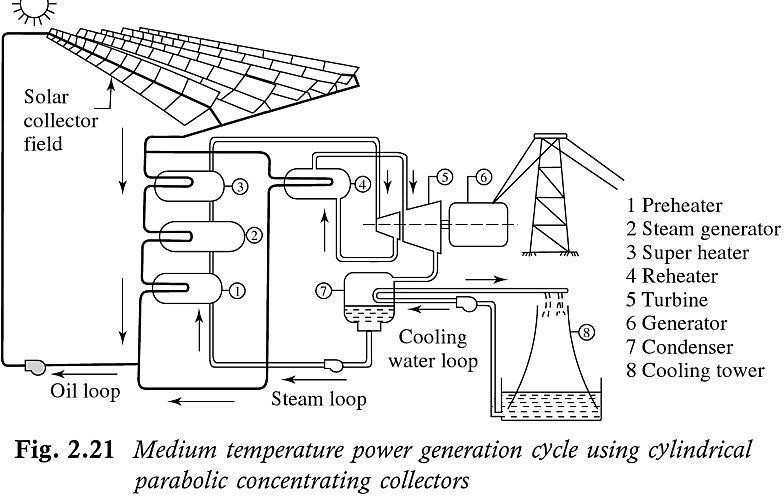 Solar
collector
field
3
4
5
6
2
1
7
8
1 Preheater
2 Steam generator
3 Super heater
4 Reheater
5 Turbine
6 Generator
7 Condenser
8 Cooling tower
Cooling
water loop
Oil loop
Steam loop
Fig. 2.21 Medium temperature power generation cycle using cylindrical
parabolic concentrating collectors